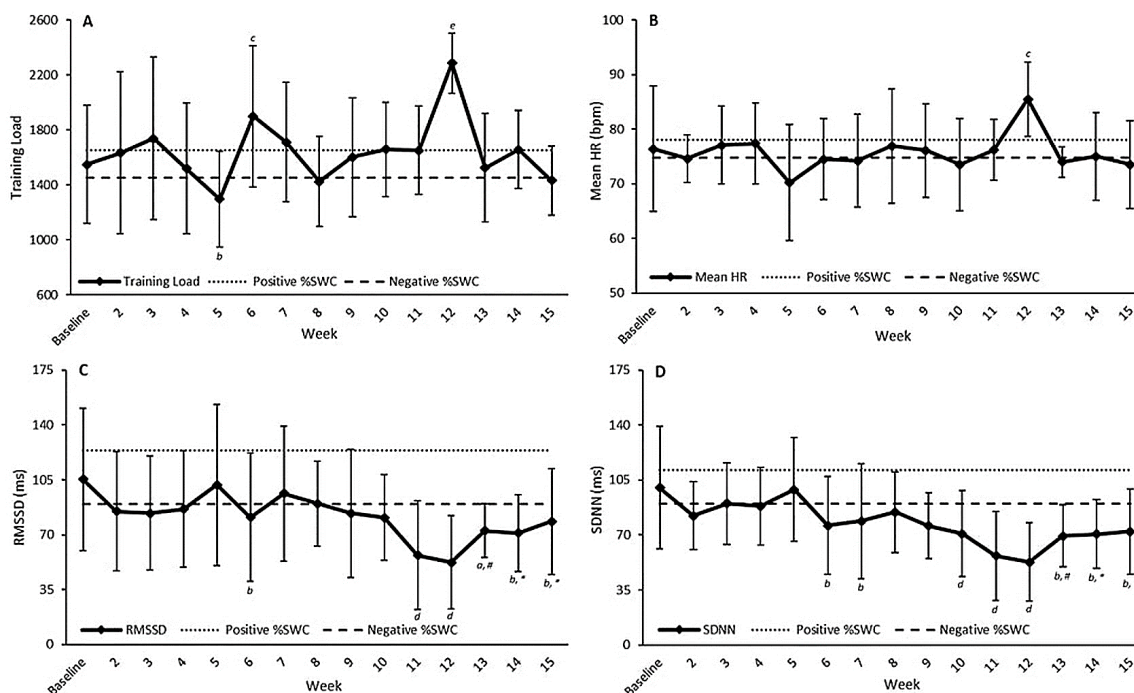 A
2600
2200
1800
1400
1000
600
Training Load
c
e
b
Training Load Positive %SWC Negative %SWC
Baseline 2 3 4 5 6 7 8 9 10 11 12 13 14 15
Week
B
100
90
80
70
60
50
Mean HR (bpm)
c
Mean HR Positive %SWC Negative %SWC
Baseline 2 3 4 5 6 7 8 9 10 11 12 13 14 15
Week
C
175
140
105
70
35
0
RMSSD (ms)
b
d
d
a, #
b, *
b, *
RMSSD Positive %SWC Negative %SWC
Baseline 2 3 4 5 6 7 8 9 10 11 12 13 14 15
Week
D
175
140
105
70
35
0
SDNN (ms)
b
b
d
d
d
b, #
b, *
b,
SDNN Positive %SWC Negative %SWC
Baseline 2 3 4 5 6 7 8 9 10 11 12 13 14 15
Week